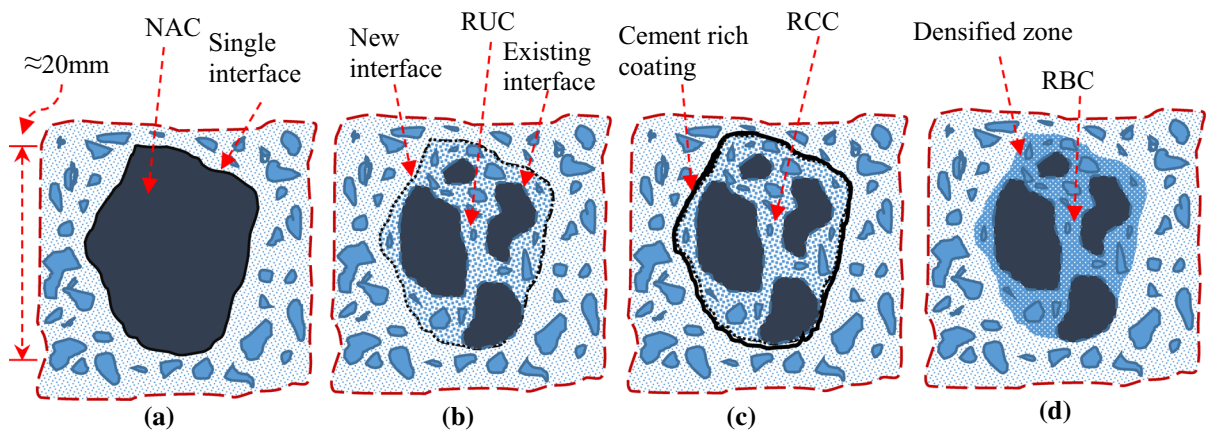 NAC
Single
interface
≈20mm
(a)
RUC
New
interface
Existing
interface
(b)
RCC
Cement rich
coating
(c)
Densified zone
RBC
(d)